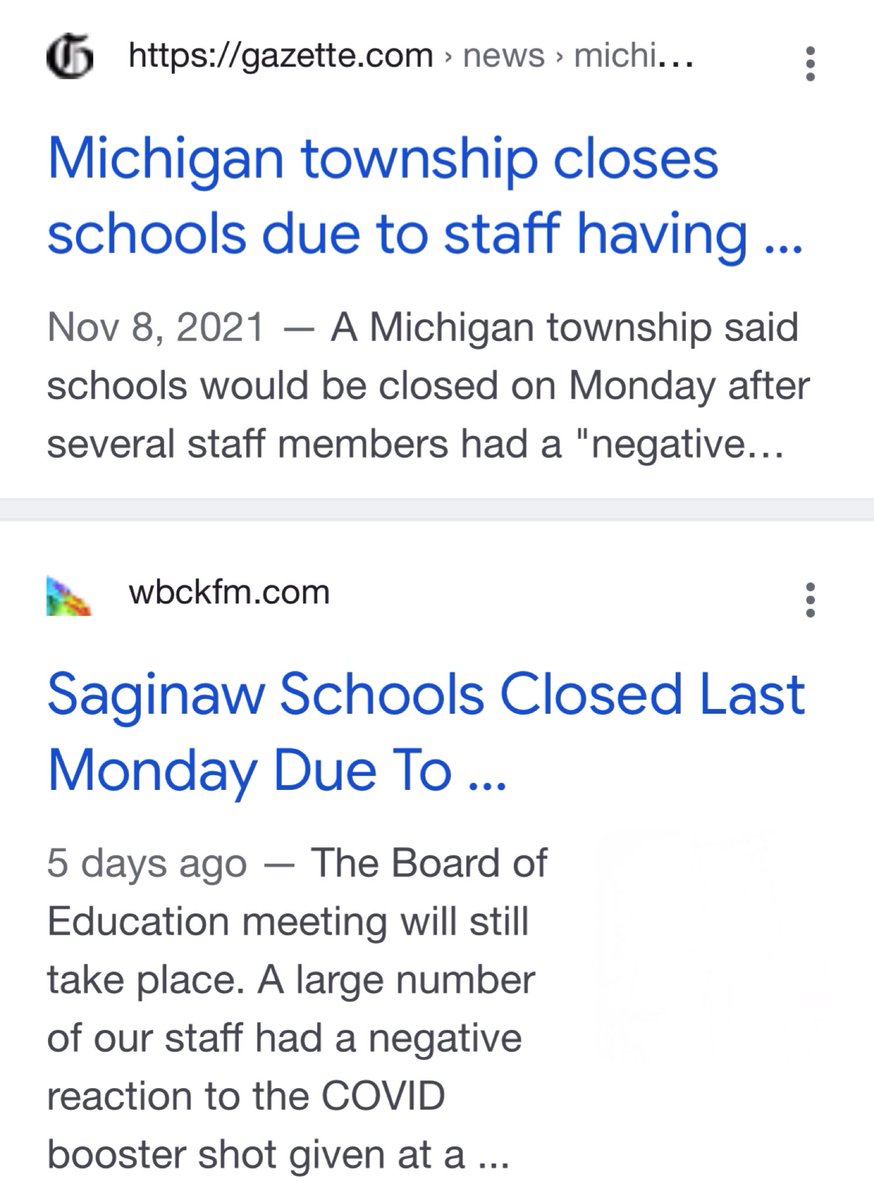 https://gazette.com › news › michi...
Michigan township closes
schools due to staff having ...
Nov 8, 2021 — A Michigan township said
schools would be closed on Monday after
several staff members had a "negative...
wbckfm.com
Saginaw Schools Closed Last
Monday Due To ...
5 days ago — The Board of
Education meeting will still
take place. A large number
of our staff had a negative
reaction to the COVID
booster shot given at a ...